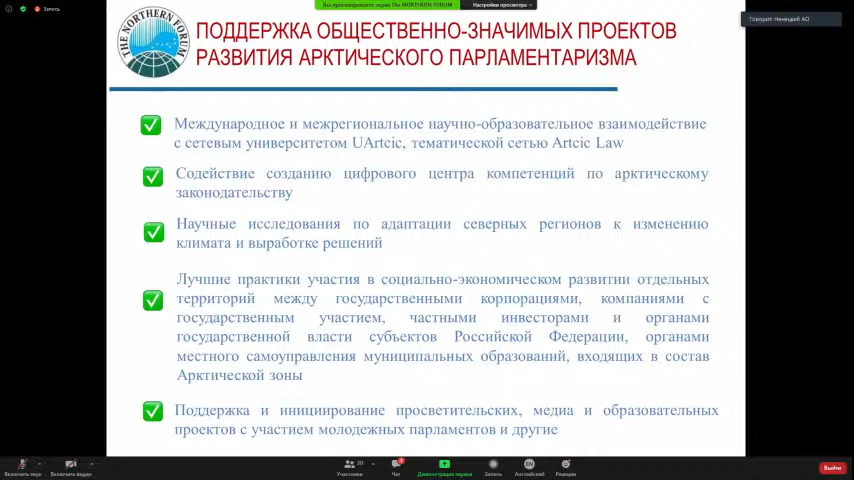 Запись
Вы просматриваете экран The NORTHERN FORUM
Настройки просмотра
Говорит: Ненецкий АО
THE NORTHERN FORUM
ПОДДЕРЖКА ОБЩЕСТВЕННО-ЗНАЧИМЫХ ПРОЕКТОВ
РАЗВИТИЯ АРКТИЧЕСКОГО ПАРЛАМЕНТАРИЗМА
Международное и межрегиональное научно-образовательное взаимодействие
с сетевым университетом UArtcic, тематической сетью Artcic Law
Содействие созданию цифрового центра компетенций по арктическому
законодательству
Научные исследования по адаптации северных регионов к изменению
климата и выработке решений
Лучшие практики участия в социально-экономическом развитии отдельных
территорий между государственными корпорациями, компаниями с
государственным участием, частными инвесторами и органами
государственной власти субъектов Российской Федерации, органами
местного самоуправления муниципальных образований, входящих в состав
Арктической зоны
Поддержка и инициирование просветительских, медиа и образовательных
проектов с участием молодежных парламентов и другие
Включить звук
Включить видео
Участники
30
Чат
Демонстрация экрана
Запись
EN
Английский
Реакции
Выйти